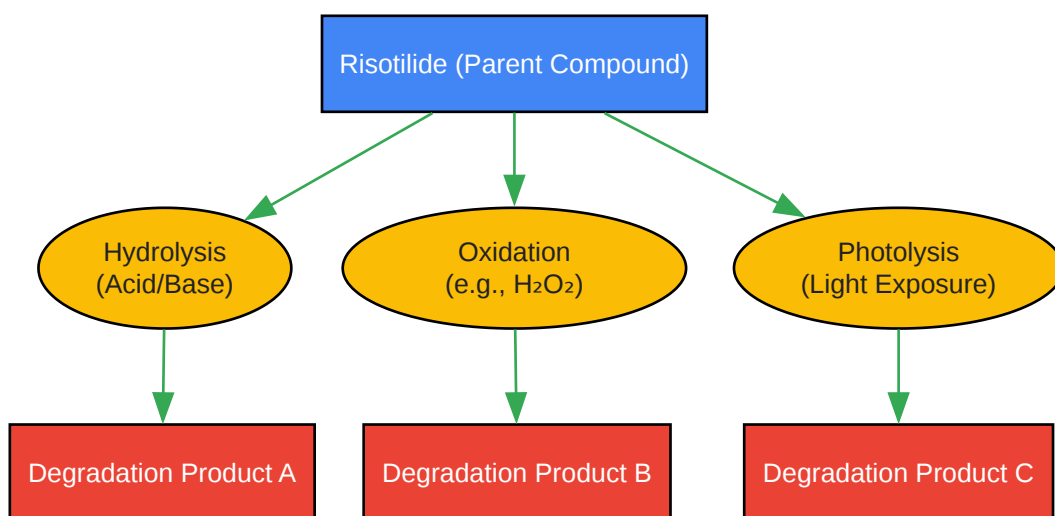 Risotilide (Parent Compound)
Hydrolysis
(Acid/Base)
Oxidation
(e.g., H₂O₂)
Photolysis
(Light Exposure)
Degradation Product A
Degradation Product B
Degradation Product C